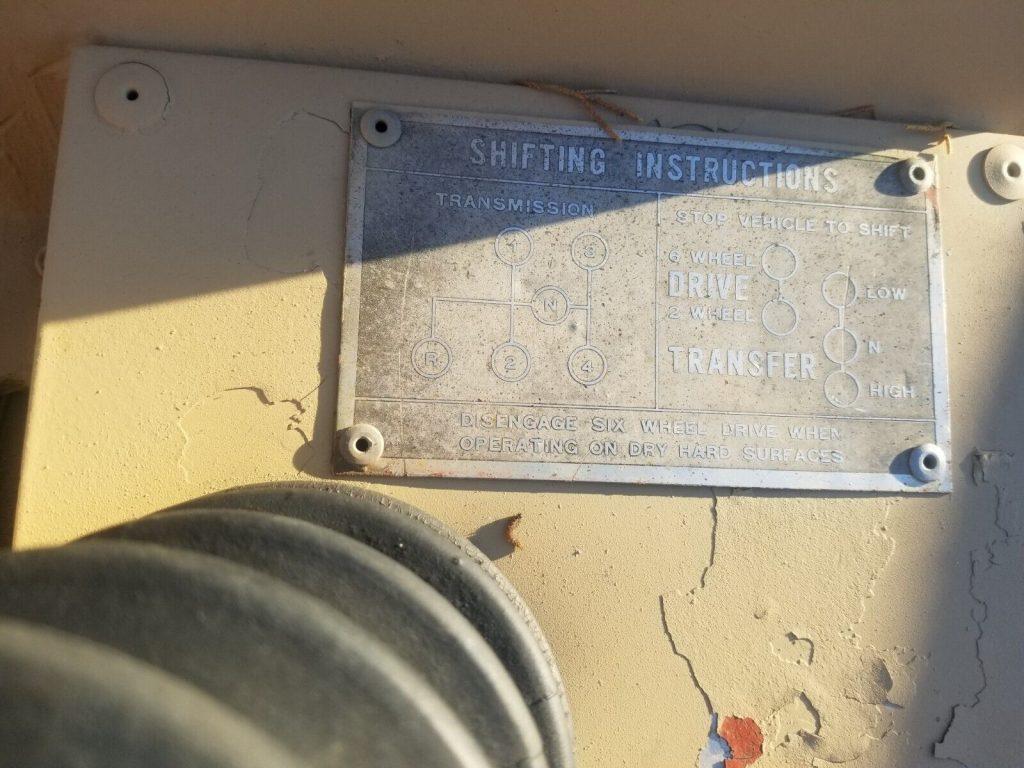 SHIFTING INSTRUCTIONS
TRANSMISSION
1 3
N
R 2 4
STOP VEHICLE TO SHIFT
6 WHEEL
DRIVE
2 WHEEL
LOW
TRANSFER
N
HIGH
DISENGAGE SIX WHEEL DRIVE WHEN
OPERATING ON DRY HARD SURFACES